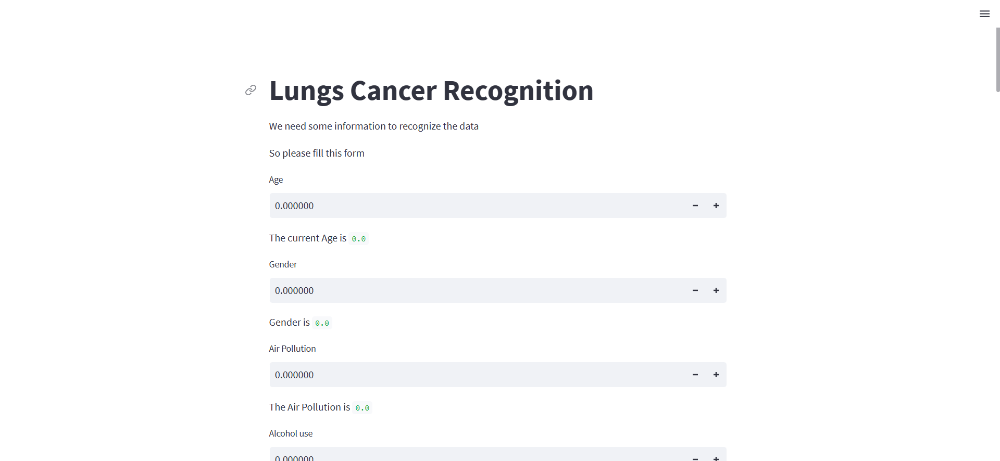 Lungs Cancer Recognition
We need some information to recognize the data
So please fill this form
Age
0.000000
The current Age is 0.0
Gender
0.000000
Gender is 0.0
Air Pollution
0.000000
The Air Pollution is 0.0
Alcohol use
0.000000